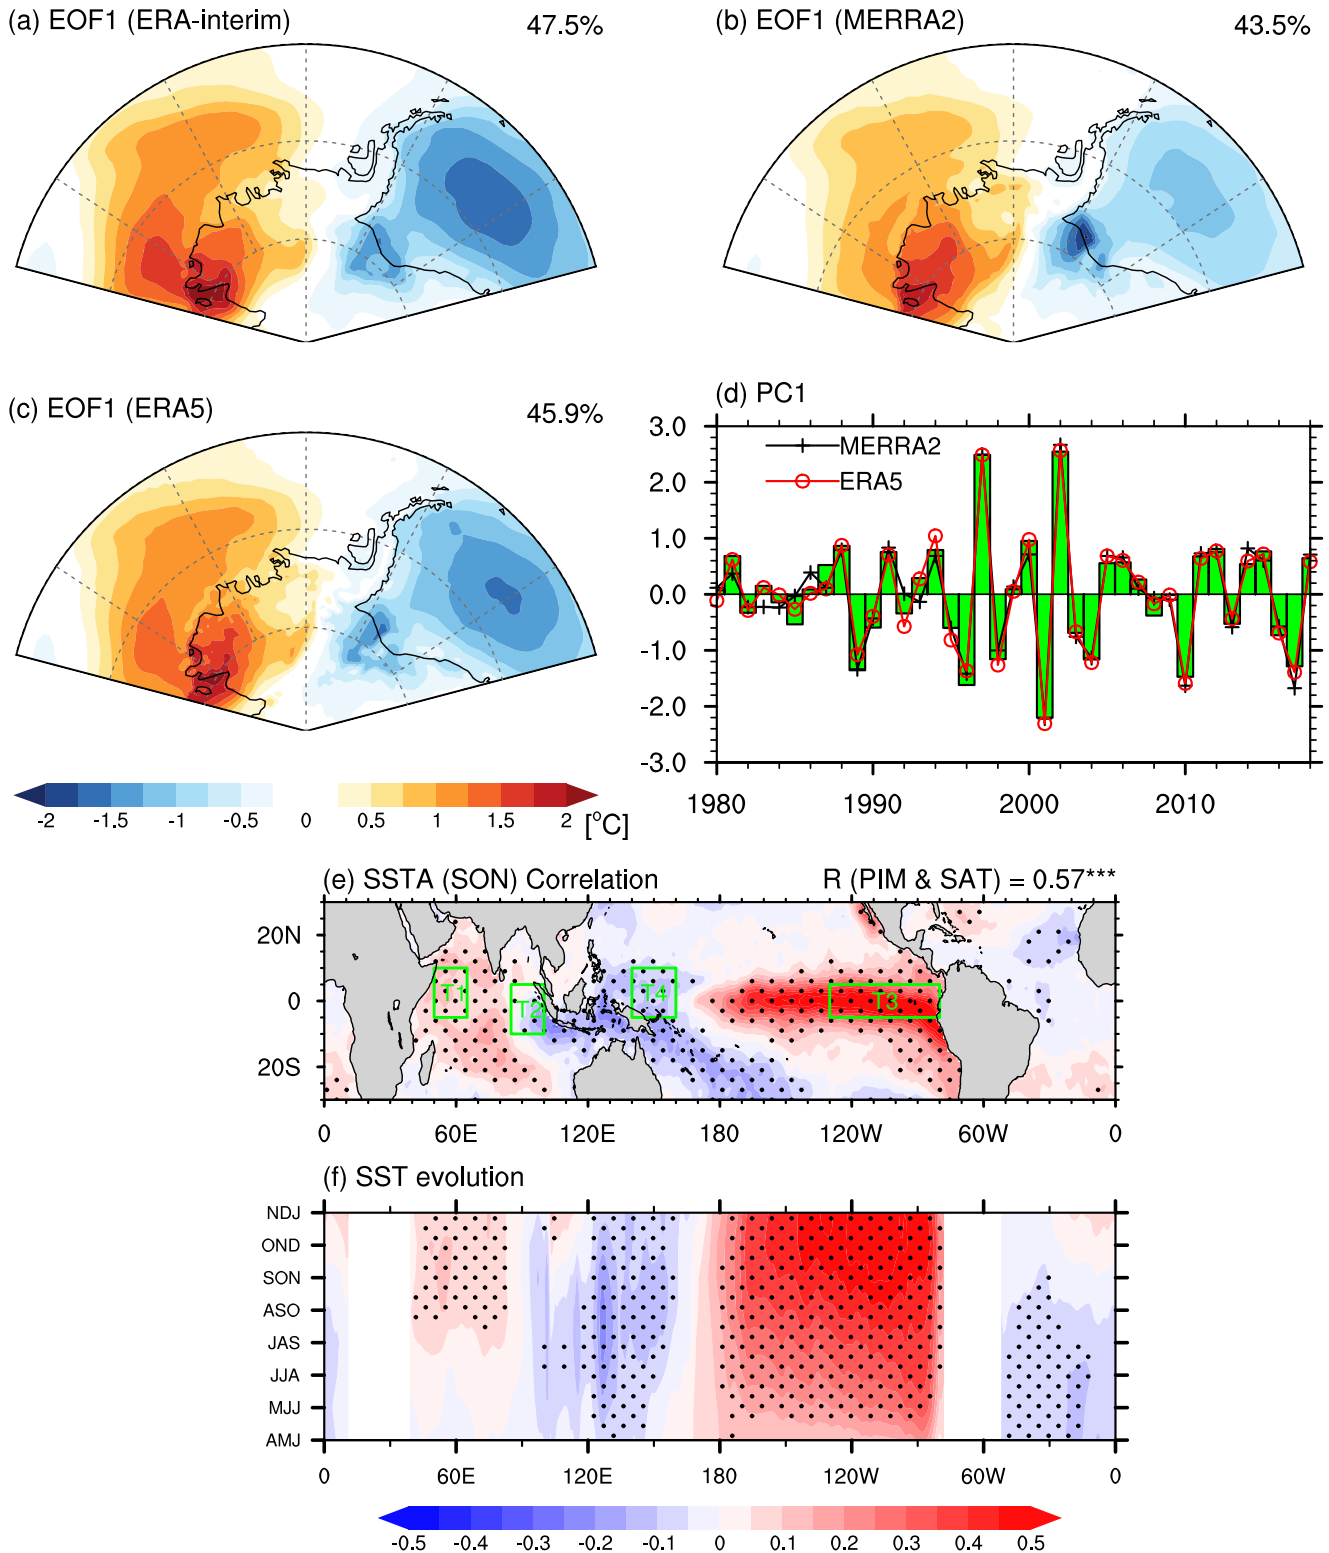 (a) EOF1 (ERA-interim) 47.5%
(b) EOF1 (MERRA2) 43.5%
(c) EOF1 (ERA5) 45.9%
-2 -1.5 -1 -0.5 0 0.5 1 1.5 2 [°C]
(d) PC1
MERRA2
ERA5
3.0
2.0
1.0
0.0
-1.0
-2.0
-3.0
1980 1990 2000 2010
(e) SSTA (SON) Correlation R (PIM & SAT) = 0.57***
20N
0
20S
T1 T2 T4 T3
0 60E 120E 180 120W 60W 0
(f) SST evolution
NDJ
OND
SON
ASO
JAS
JJA
MJJ
AMJ
0 60E 120E 180 120W 60W 0
-0.5 -0.4 -0.3 -0.2 -0.1 0 0.1 0.2 0.3 0.4 0.5